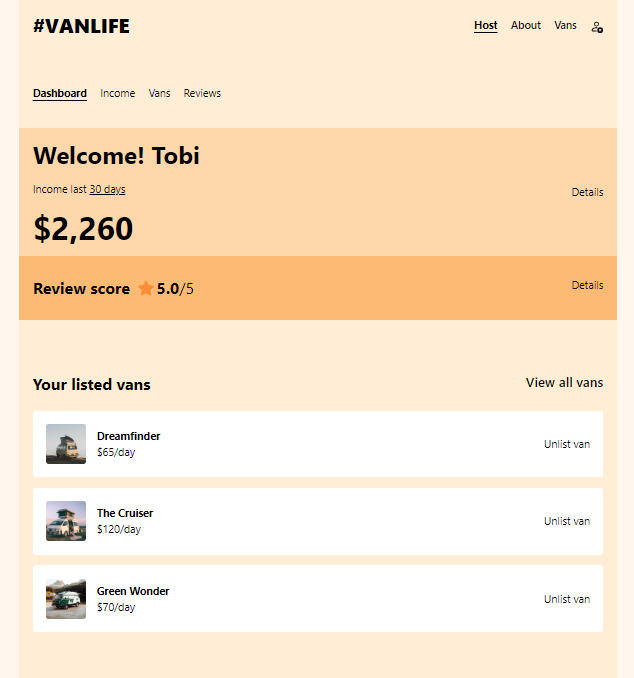 #VANLIFE
Host About Vans
Dashboard Income Vans Reviews
Welcome! Tobi
Income last 30 days
Details
$2,260
Review score 5.0/5
Details
Your listed vans
View all vans
Dreamfinder
$65/day
Unlist van
The Cruiser
$120/day
Unlist van
Green Wonder
$70/day
Unlist van